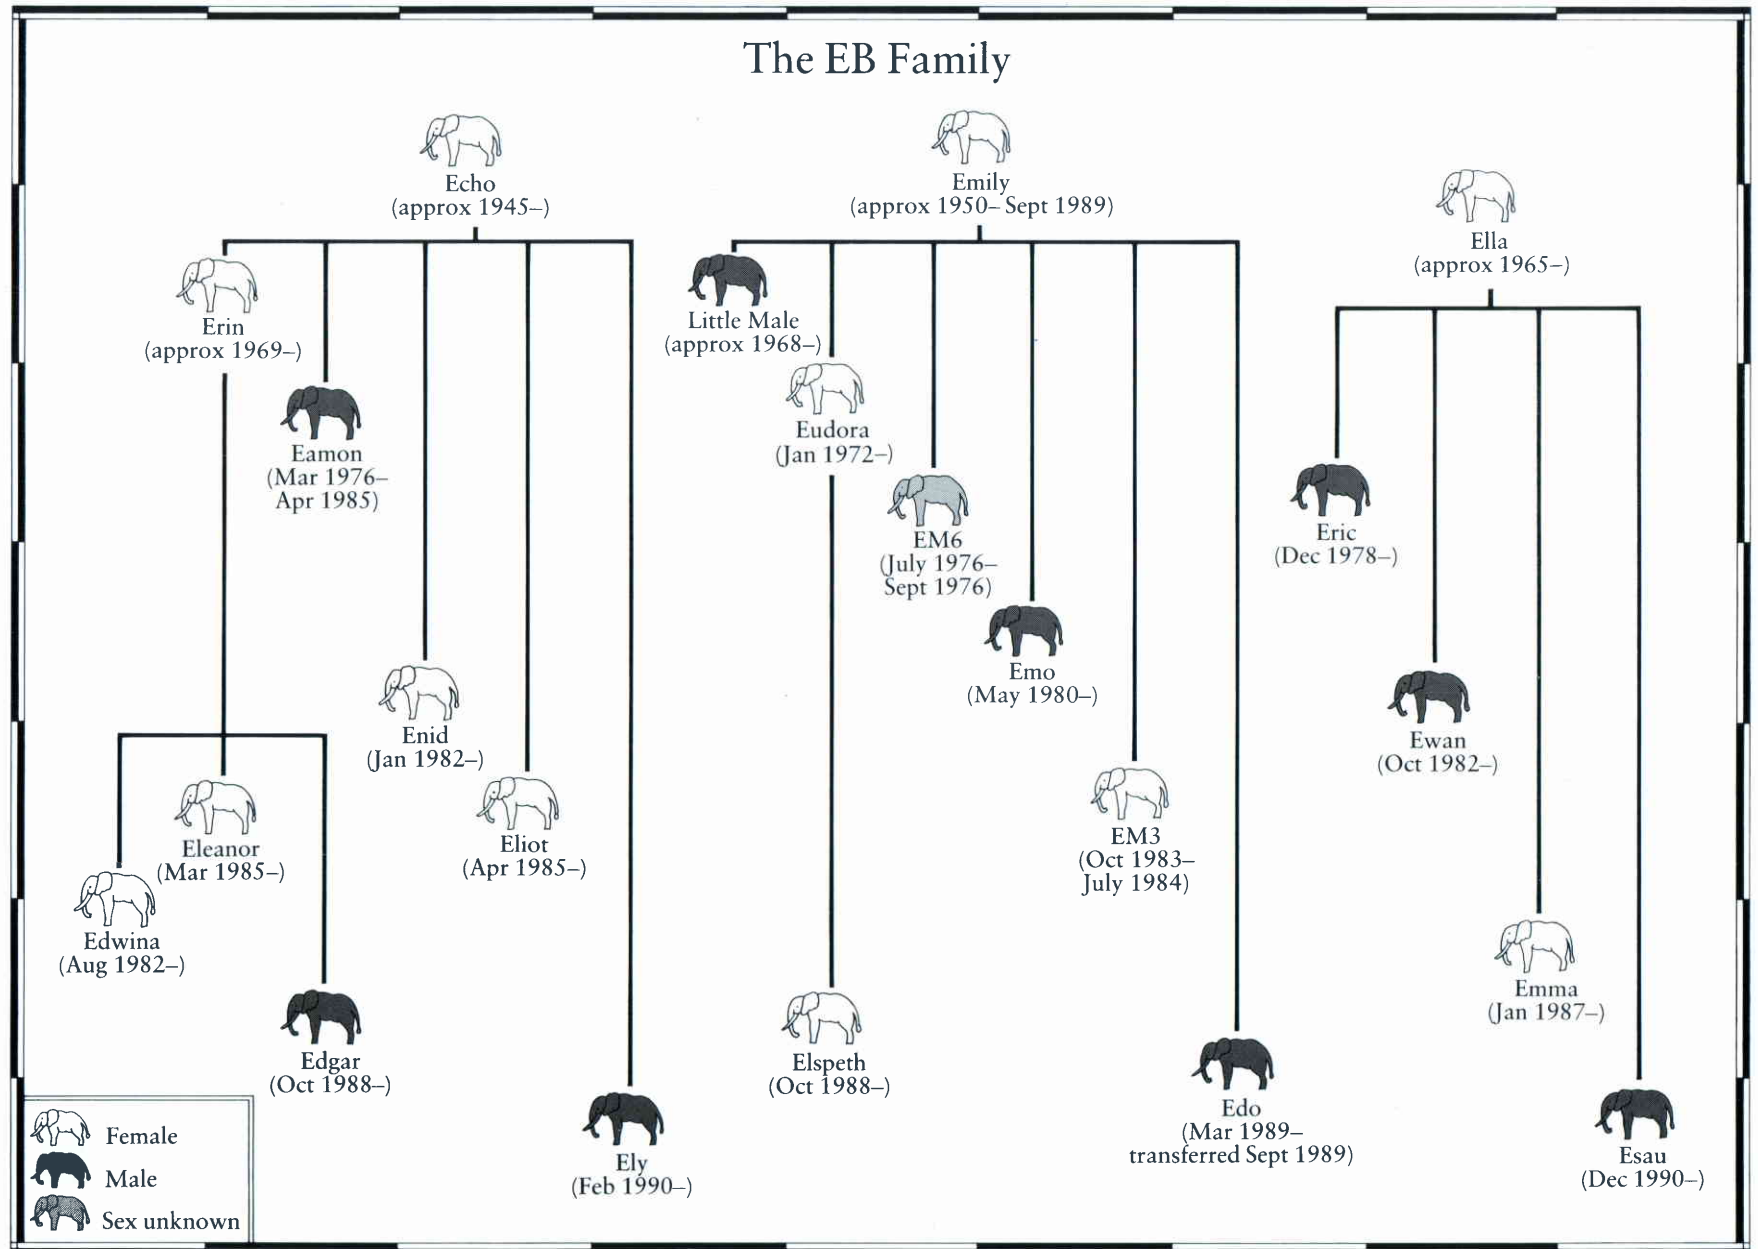 The EB Family
Echo
(approx 1945–)
Emily
(approx 1950– Sept 1989)
Ella
(approx 1965–)
Erin
(approx 1969–)
Little Male
(approx 1968–)
Eamon
(Mar 1976–
Apr 1985)
Eudora
(Jan 1972–)
EM6
(July 1976–
Sept 1976)
Eric
(Dec 1978–)
Emo
(May 1980–)
Enid
(Jan 1982–)
Ewan
(Oct 1982–)
Eleanor
(Mar 1985–)
Eliot
(Apr 1985–)
EM3
(Oct 1983–
July 1984)
Edwina
(Aug 1982–)
Emma
(Jan 1987–)
Edgar
(Oct 1988–)
Elspeth
(Oct 1988–)
Edo
(Mar 1989–
transferred Sept 1989)
Ely
(Feb 1990–)
Esau
(Dec 1990–)
Female
Male
Sex unknown